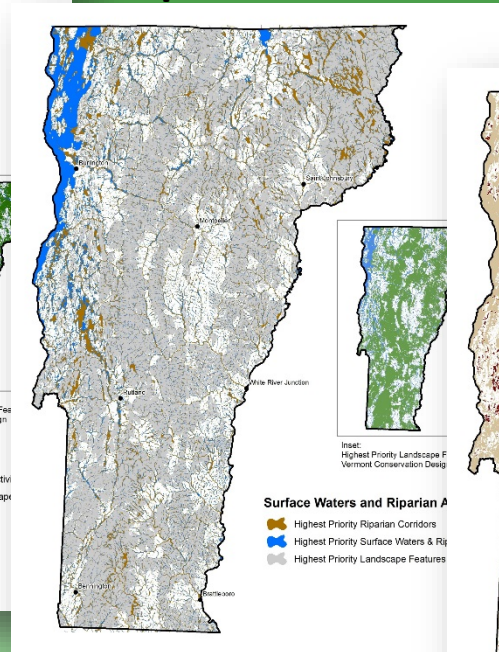 Burlington
Saint Johnsbury
Montpelier
White River Junction
Rutland
Bennington
Brattleboro
Inset:
Highest Priority Landscape F
Vermont Conservation Desig
Surface Waters and Riparian A
Highest Priority Riparian Corridors
Highest Priority Surface Waters & Rip
Highest Priority Landscape Features